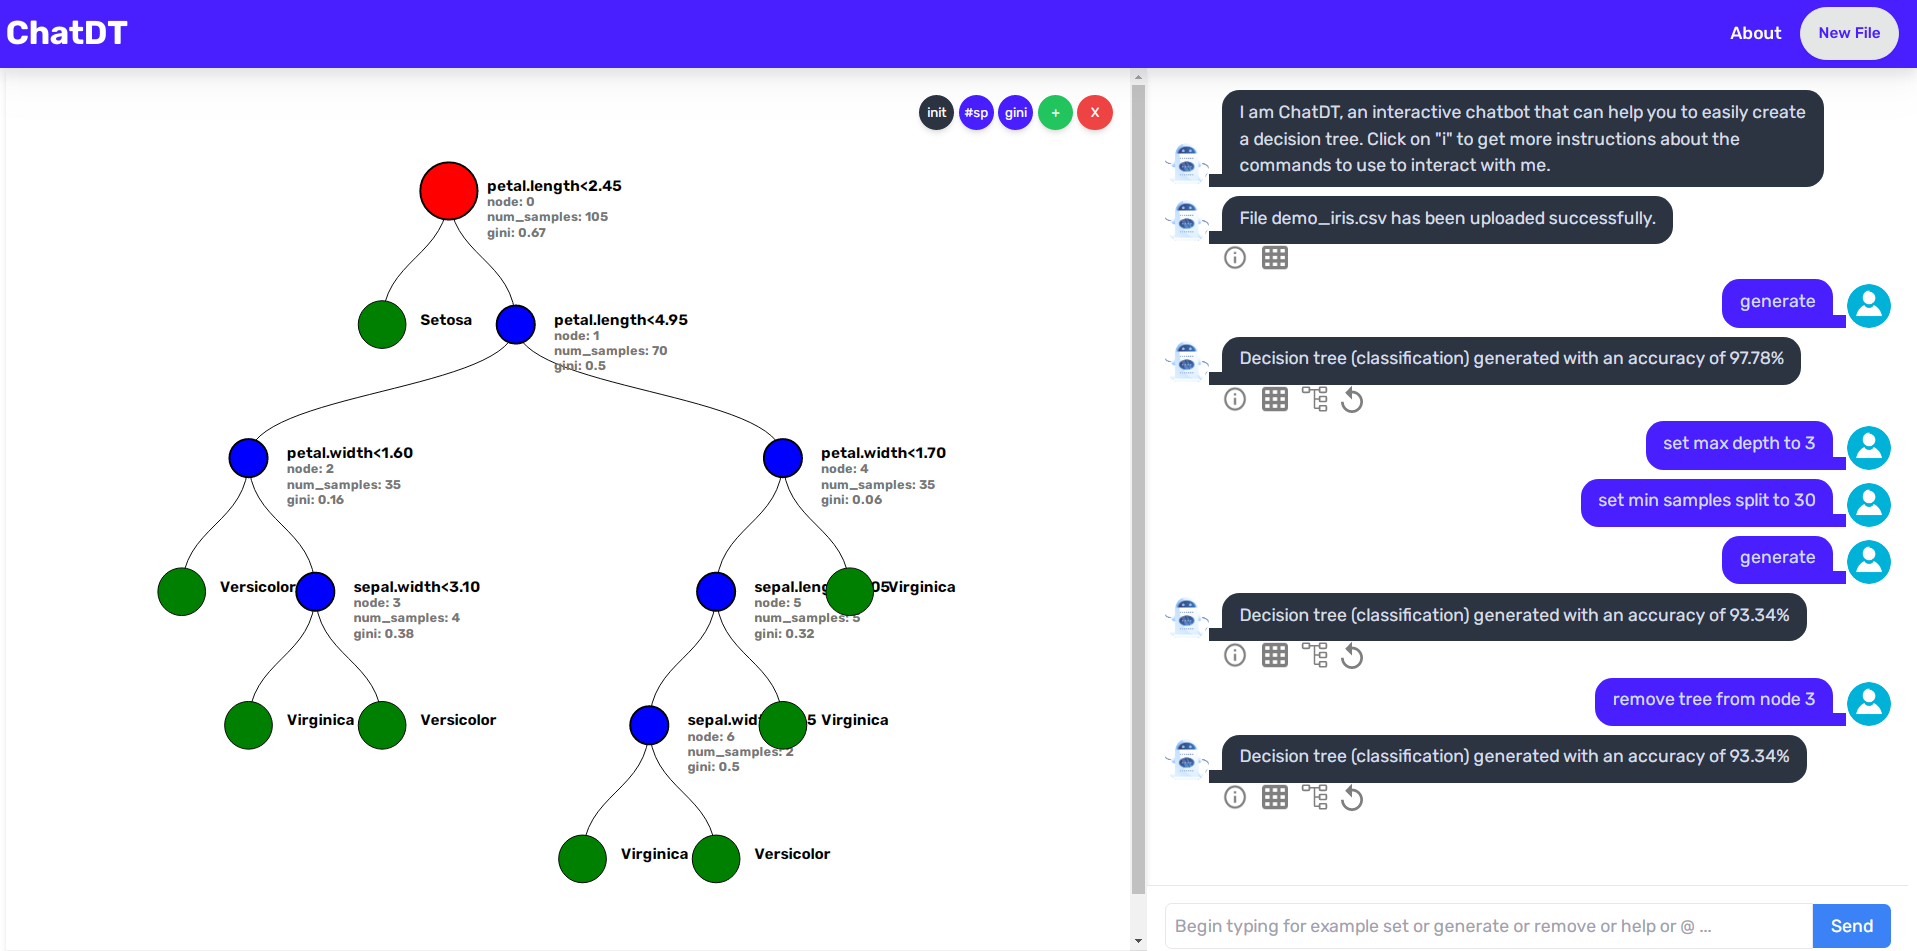 ChatDT
About
New File
init
#sp
gini
+
X
petal.length<2.45
node: 0
num_samples: 105
gini: 0.67
Setosa
petal.length<4.95
node: 1
num_samples: 70
gini: 0.5
petal.width<1.60
node: 2
num_samples: 35
gini: 0.16
petal.width<1.70
node: 4
num_samples: 35
gini: 0.06
Versicolor
sepal.width<3.10
node: 3
num_samples: 4
gini: 0.38
node: 5
num_samples: 5
gini: 0.32
Virginica
Virginica
Versicolor
node: 6
num_samples: 2
gini: 0.5
Virginica
Virginica
Versicolor
I am ChatDT, an interactive chatbot that can help you to easily create
a decision tree. Click on "i" to get more instructions about the
commands to use to interact with me.
File demo_iris.csv has been uploaded successfully.
generate
Decision tree (classification) generated with an accuracy of 97.78%
set max depth to 3
set min samples split to 30
generate
Decision tree (classification) generated with an accuracy of 93.34%
remove tree from node 3
Decision tree (classification) generated with an accuracy of 93.34%
Begin typing for example set or generate or remove or help or @ ...
Send